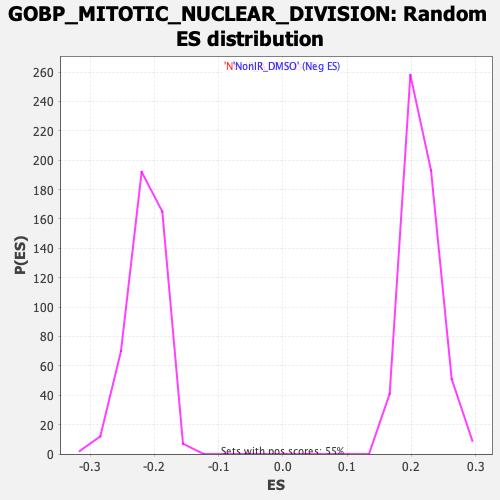 GOBP_MITOTIC_NUCLEAR_DIVISION: Random
ES distribution
'N'NonIR_DMSO' (Neg ES)
260
240
220
200
180
160
140
120
100
80
60
40
20
0
P(ES)
Sets with pos scores: 55%
-0.3 -0.2 -0.1 0.0 0.1 0.2 0.3
ES